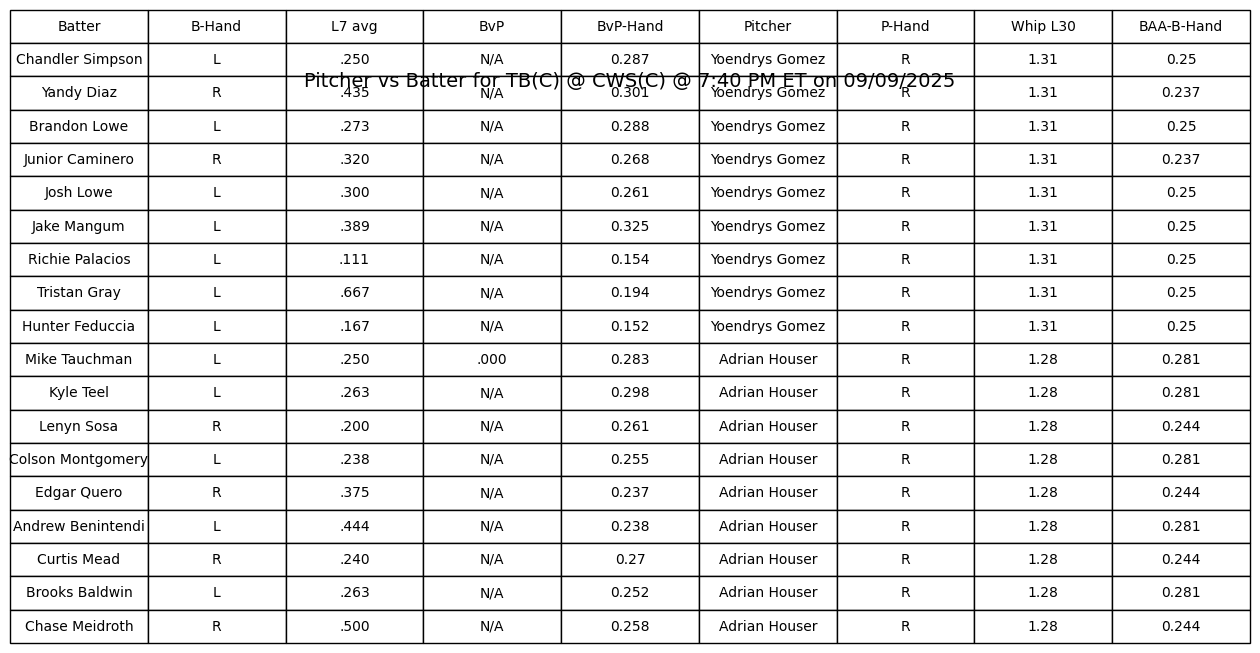 Batter B-Hand L7 avg BvP BvP-Hand Pitcher P-Hand Whip L30 BAA-B-Hand
Chandler Simpson L .250 N/A 0.287 Yoendrys Gomez R 1.31 0.25
Pitcher vs Batter for TB(C) @ CWS(C) @ 7:40 PM ET on 09/09/2025
Yandy Diaz R .435 N/A 0.301 Yoendrys Gomez R 1.31 0.237
Brandon Lowe L .273 N/A 0.288 Yoendrys Gomez R 1.31 0.25
Junior Caminero R .320 N/A 0.268 Yoendrys Gomez R 1.31 0.237
Josh Lowe L .300 N/A 0.261 Yoendrys Gomez R 1.31 0.25
Jake Mangum L .389 N/A 0.325 Yoendrys Gomez R 1.31 0.25
Richie Palacios L .111 N/A 0.154 Yoendrys Gomez R 1.31 0.25
Tristan Gray L .667 N/A 0.194 Yoendrys Gomez R 1.31 0.25
Hunter Feduccia L .167 N/A 0.152 Yoendrys Gomez R 1.31 0.25
Mike Tauchman L .250 .000 0.283 Adrian Houser R 1.28 0.281
Kyle Teel L .263 N/A 0.298 Adrian Houser R 1.28 0.281
Lenyn Sosa R .200 N/A 0.261 Adrian Houser R 1.28 0.244
Colson Montgomery L .238 N/A 0.255 Adrian Houser R 1.28 0.281
Edgar Quero R .375 N/A 0.237 Adrian Houser R 1.28 0.244
Andrew Benintendi L .444 N/A 0.238 Adrian Houser R 1.28 0.281
Curtis Mead R .240 N/A 0.27 Adrian Houser R 1.28 0.244
Brooks Baldwin L .263 N/A 0.252 Adrian Houser R 1.28 0.281
Chase Meidroth R .500 N/A 0.258 Adrian Houser R 1.28 0.244